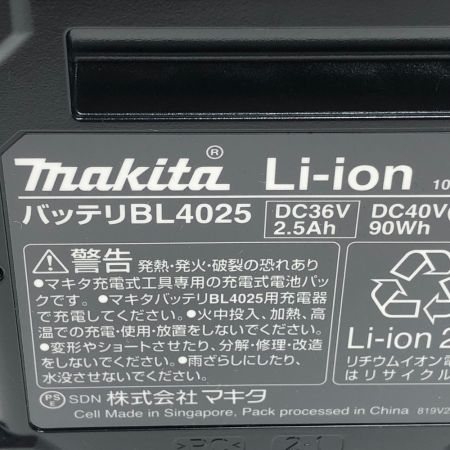 makita® Li-ion 10
バッテリBL4025 DC36V 2.5Ah DC40V 90Wh
⚠警告 発熱・発火・破裂の恐れあり
●マキタ充電式工具専用の充電式電池パッ
クです。●マキタバッテリBL4025用充電器
で充電してください。●火中投入、加熱、高
温での充電・使用・放置をしないでください。
●変形やショートさせたり、分解・修理・改造
をしないでください。●雨ざらしにしたり、
水没させないでください。
Li-ion 2
リチウムイオン電
は リサイクル
PS E SDN 株式会社 マキタ
Cell Made in Singapore, Pack processed in China 819V2
>PC< 2-1